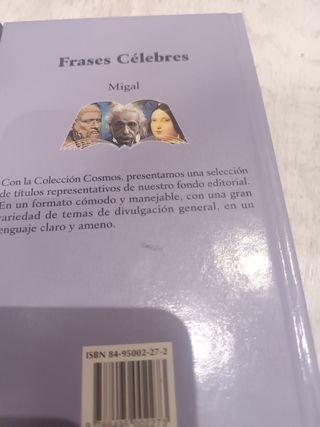 Frases Célebres
Migal
Con la Colección Cosmos, presentamos una selección
de títulos representativos de nuestro fondo editorial.
En un formato cómodo y manejable, con una gran
variedad de temas de divulgación general, en un
lenguaje claro y ameno.
ISBN 84-95002-27-2